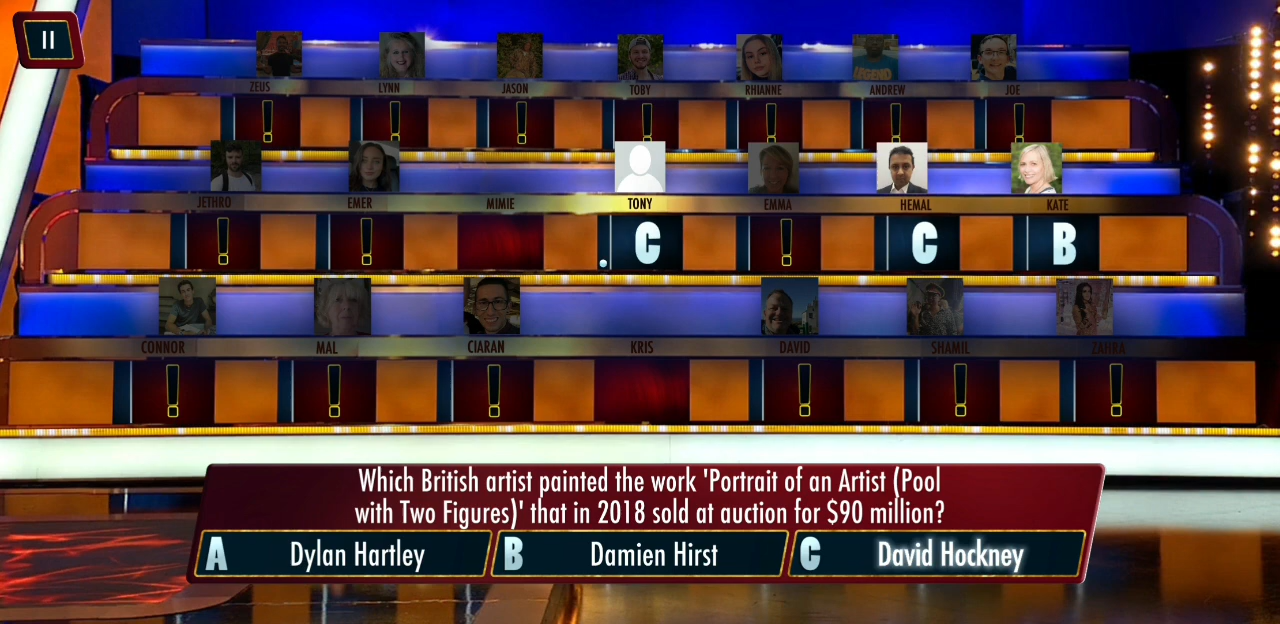 LEGEND
ZEUS LYNN JASON TOBY RHIANNE ANDREW JOE
JETHRO EMER MIMIE TONY EMMA HEMAL KATE
! ! ! ! ! ! !
! ! C ! C B
CONNOR MAL CIARAN KRIS DAVID SHAMIL ZAHRA
! ! ! ! ! !
Which British artist painted the work 'Portrait of an Artist (Pool
with Two Figures)' that in 2018 sold at auction for $90 million?
A Dylan Hartley B Damien Hirst C David Hockney